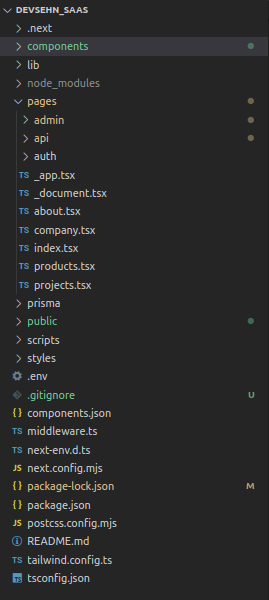 DEVSEHN_SAAS
.next
components
lib
node_modules
pages
admin
api
auth
TS _app.tsx
TS _document.tsx
TS about.tsx
TS company.tsx
TS index.tsx
TS products.tsx
TS projects.tsx
prisma
public
scripts
styles
.env
.gitignore U
{} components.json
TS middleware.ts
TS next-env.d.ts
JS next.config.mjs
{} package-lock.json M
{} package.json
JS postcss.config.mjs
README.md
TS tailwind.config.ts
TS tsconfig.json